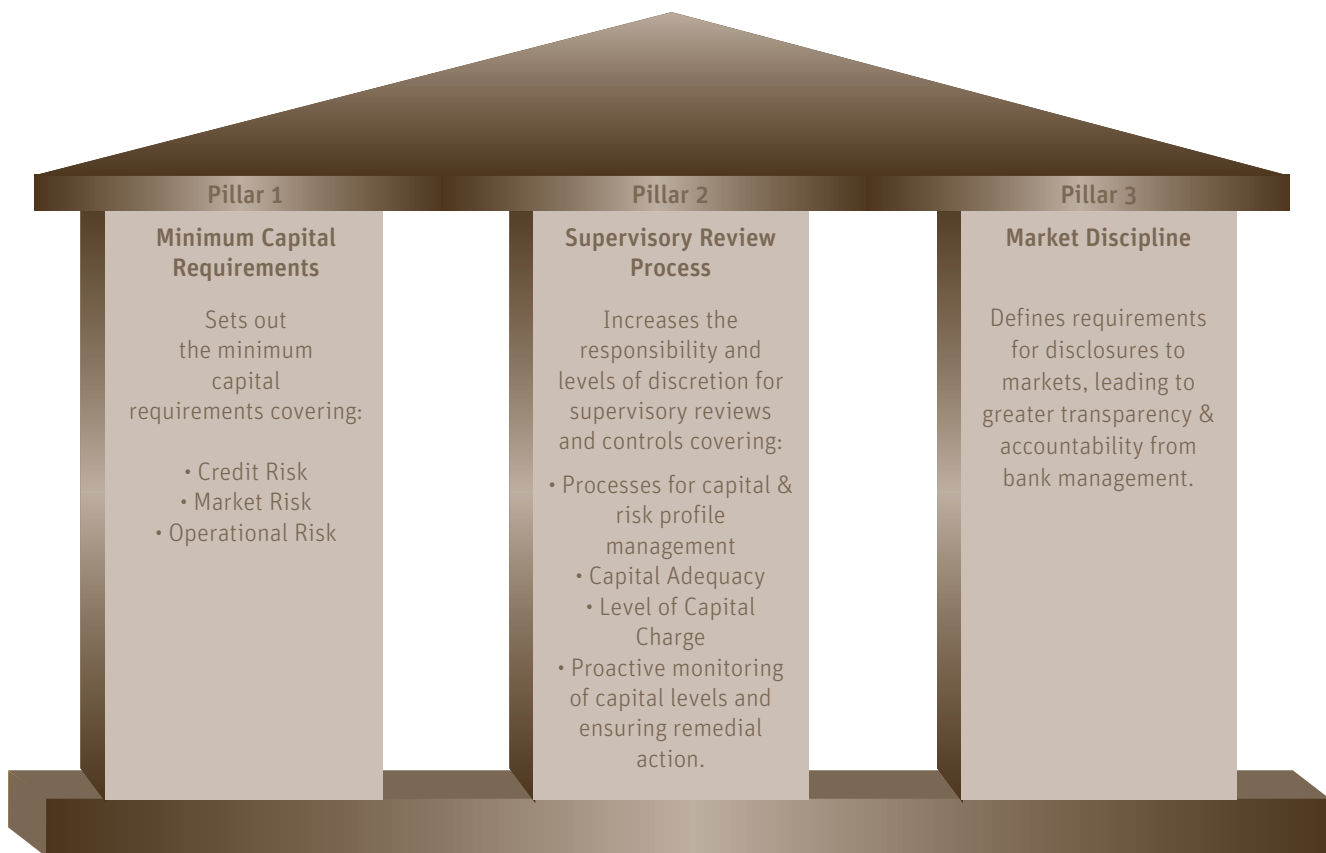 Pillar 1
Minimum Capital
Requirements
Sets out
the minimum
capital
requirements covering:
• Credit Risk
• Market Risk
• Operational Risk
Pillar 2
Supervisory Review
Process
Increases the
responsibility and
levels of discretion for
supervisory reviews
and controls covering:
• Processes for capital &
risk profile
management
• Capital Adequacy
• Level of Capital
Charge
• Proactive monitoring
of capital levels and
ensuring remedial
action.
Pillar 3
Market Discipline
Defines requirements
for disclosures to
markets, leading to
greater transparency &
accountability from
bank management.